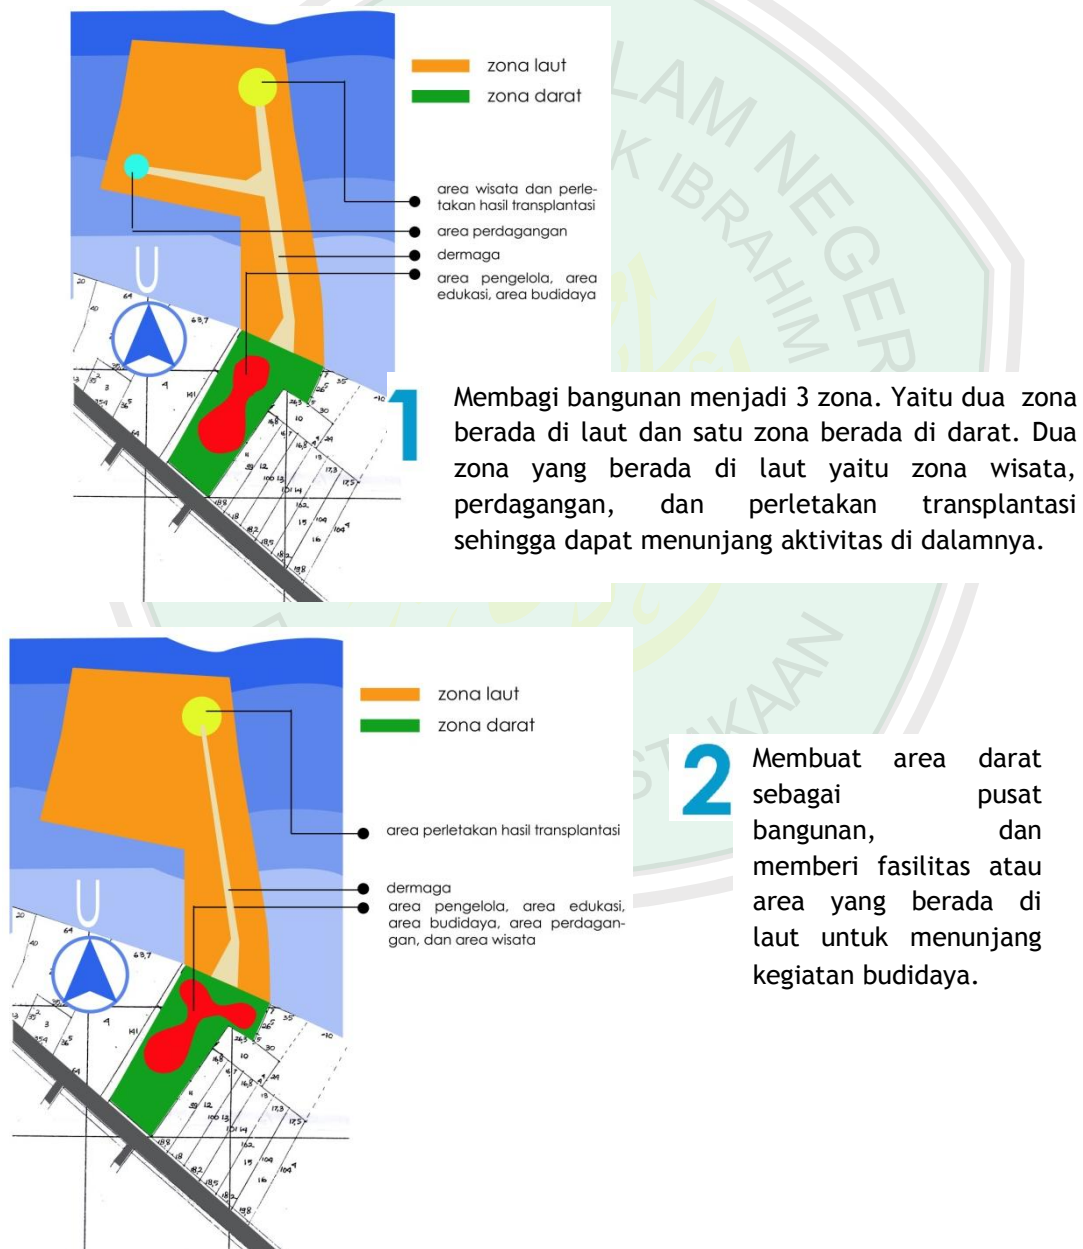 LAM NEGERI
K IBRAHIM
zona laut
zona darat
area wisata dan perle-
takan hasil transplantasi
area perdagangan
dermaga
area pengelola, area
edukasi, area budidaya
U
1
Membagi bangunan menjadi 3 zona. Yaitu dua zona
berada di laut dan satu zona berada di darat. Dua
zona yang berada di laut yaitu zona wisata,
perdagangan, dan perletakan transplantasi
sehingga dapat menunjang aktivitas di dalamnya.
zona laut
zona darat
area perletakan hasil transplantasi
dermaga
area pengelola, area edukasi,
area budidaya, area perdagan-
gan, dan area wisata
U
2
Membuat area darat
sebagai pusat
bangunan, dan
memberi fasilitas atau
area yang berada di
laut untuk menunjang
kegiatan budidaya.